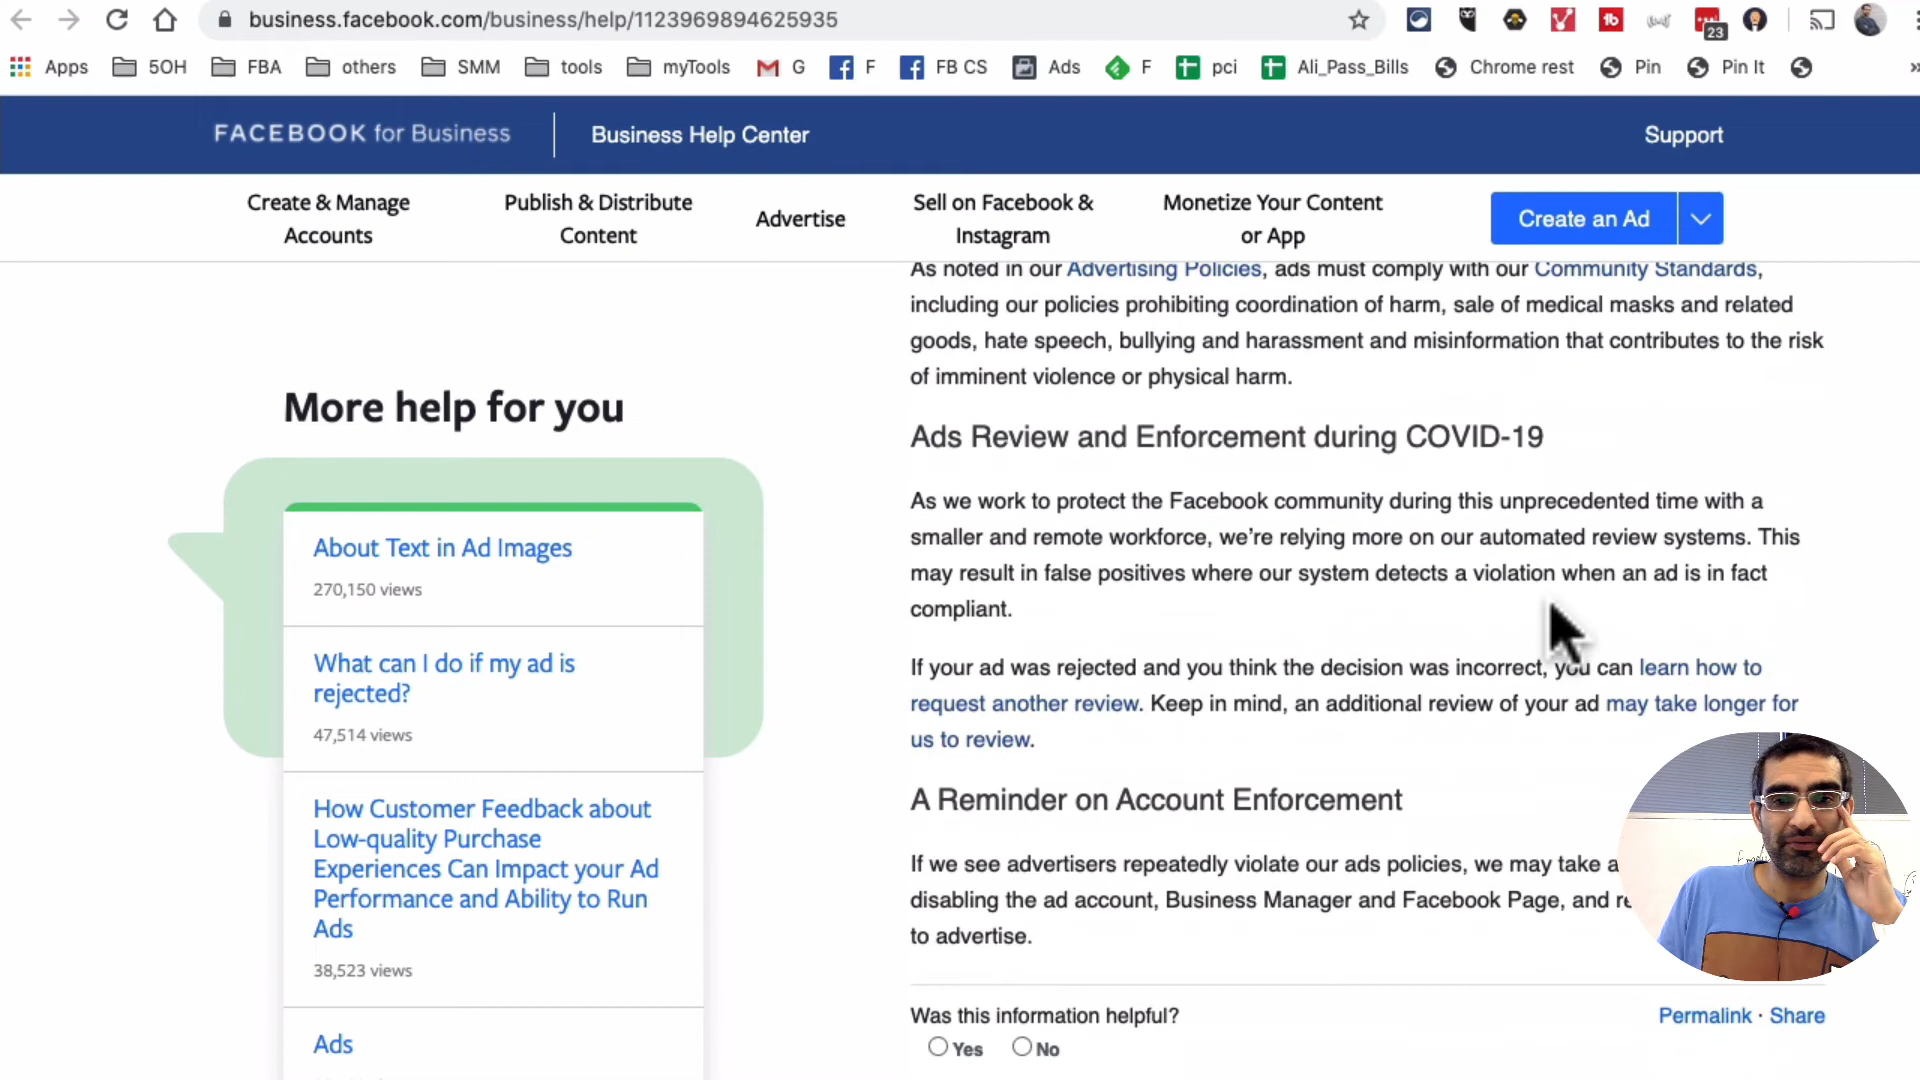 business.facebook.com/business/help/1123969894625935
23
Apps 5OH FBA others SMM tools myTools G F FB CS Ads F pci Ali_Pass_Bills Chrome rest Pin Pin It »
FACEBOOK for Business Business Help Center Support
Create & Manage
Accounts
Publish & Distribute
Content
Advertise
Sell on Facebook &
Instagram
Monetize Your Content
or App
Create an Ad
More help for you
About Text in Ad Images
270,150 views
What can I do if my ad is
rejected?
47,514 views
How Customer Feedback about
Low-quality Purchase
Experiences Can Impact your Ad
Performance and Ability to Run
Ads
38,523 views
Ads
As noted in our Advertising Policies, ads must comply with our Community Standards,
including our policies prohibiting coordination of harm, sale of medical masks and related
goods, hate speech, bullying and harassment and misinformation that contributes to the risk
of imminent violence or physical harm.
Ads Review and Enforcement during COVID-19
As we work to protect the Facebook community during this unprecedented time with a
smaller and remote workforce, we’re relying more on our automated review systems. This
may result in false positives where our system detects a violation when an ad is in fact
compliant.
If your ad was rejected and you think the decision was incorrect, you can learn how to
request another review. Keep in mind, an additional review of your ad may take longer for
us to review.
A Reminder on Account Enforcement
If we see advertisers repeatedly violate our ads policies, we may take a
disabling the ad account, Business Manager and Facebook Page, and re
to advertise.
Was this information helpful?
Yes No
Permalink · Share